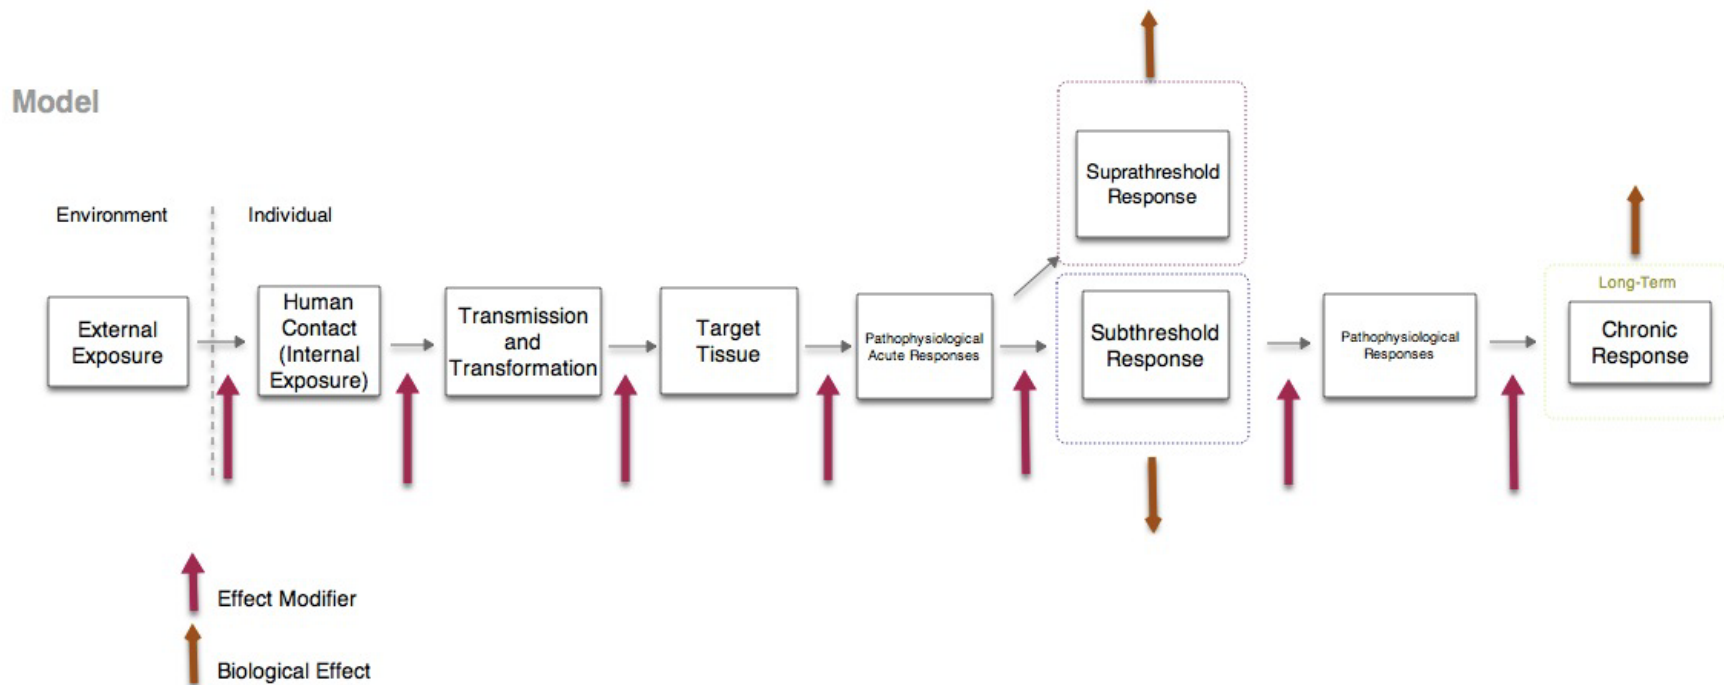 Model
Environment
Individual
External
Exposure
Human
Contact
(Internal
Exposure)
Transmission
and
Transformation
Target
Tissue
Pathophysiological
Acute Responses
Suprathreshold
Response
Subthreshold
Response
Pathophysiological
Responses
Long-Term
Chronic
Response
Effect Modifier
Biological Effect